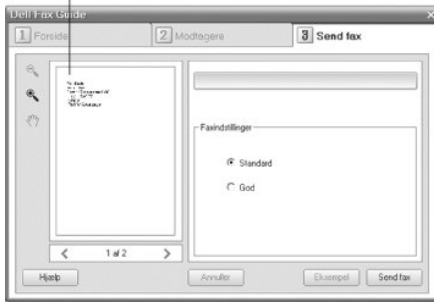 Dell Fax Guide
1 Forside
2 Modtagere
3 Send fax
Faxindstillinger
Standard
God
1 af 2
Hjælp
Annuller
Eksempel
Send fax